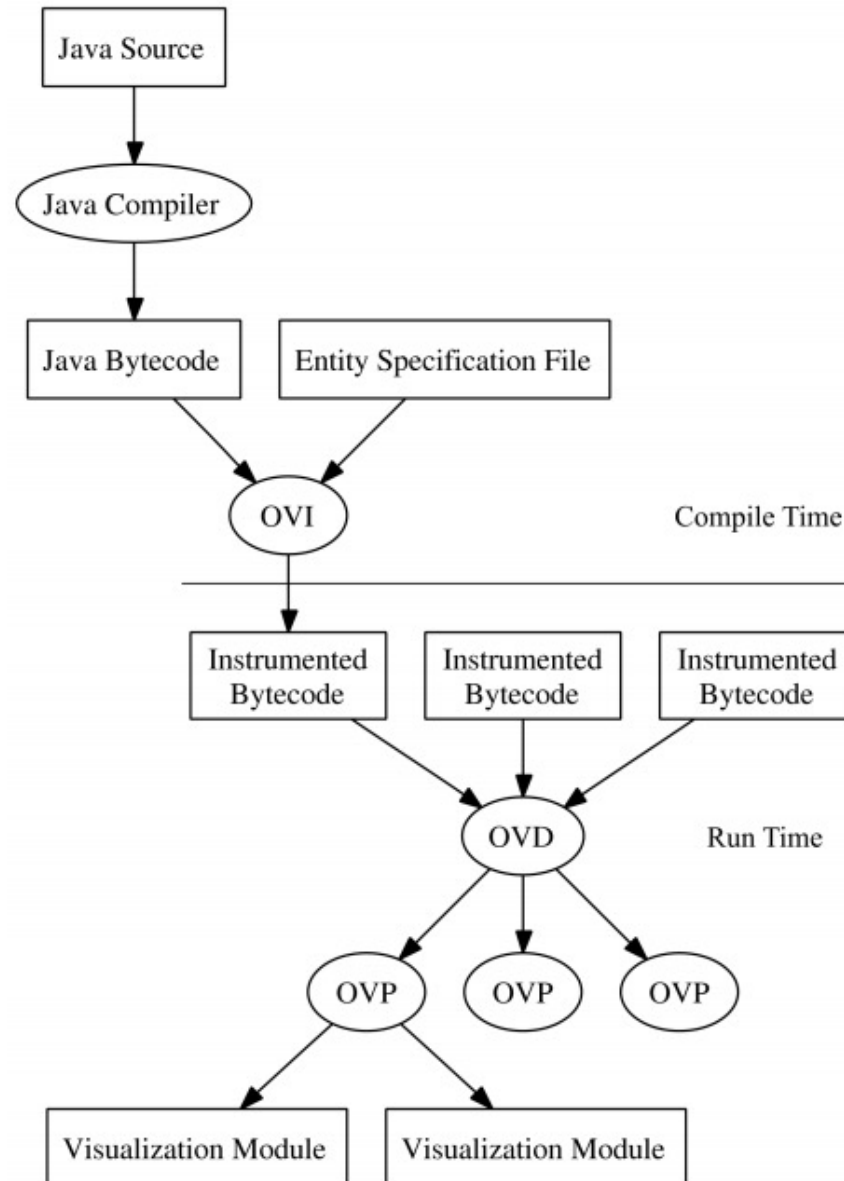 Java Source
Java Compiler
Java Bytecode
Entity Specification File
OVI
Compile Time
Instrumented
Bytecode
Instrumented
Bytecode
Instrumented
Bytecode
OVD
Run Time
OVP
OVP
OVP
Visualization Module
Visualization Module